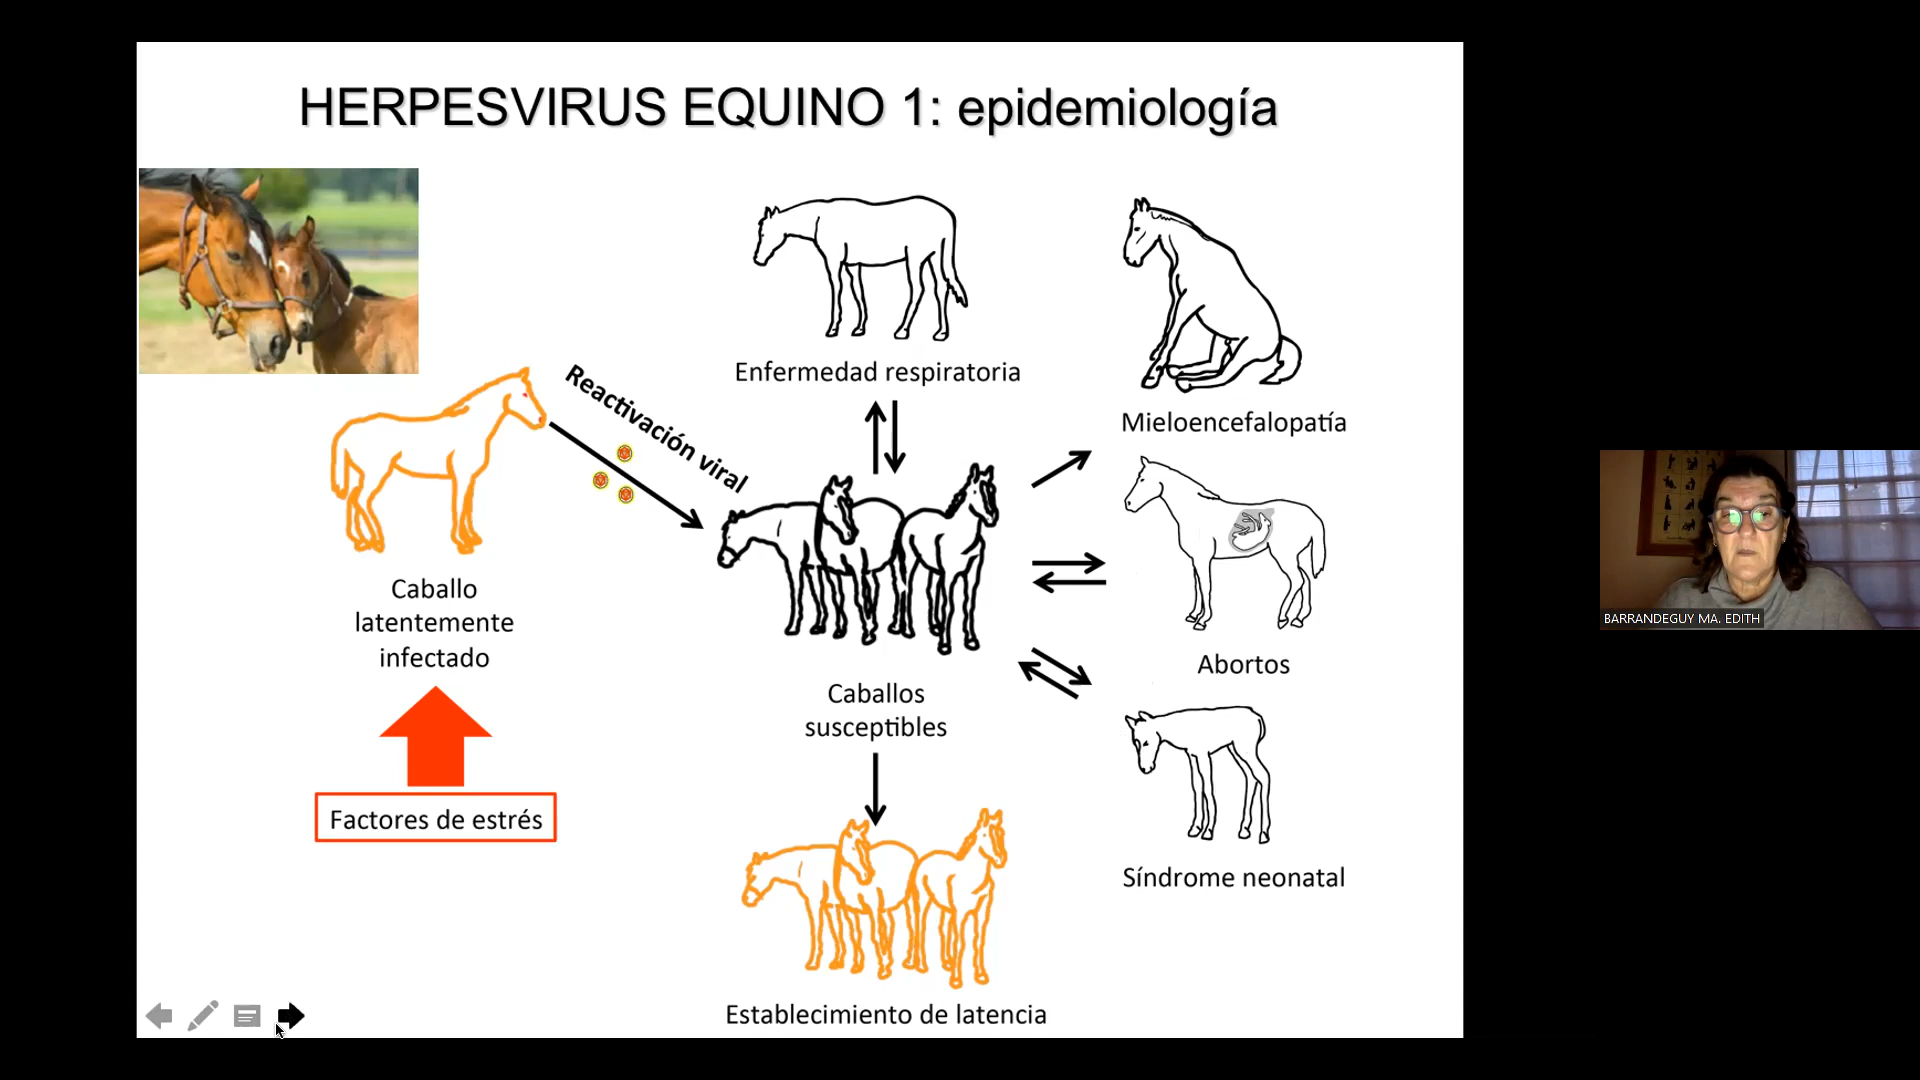 HERPESVIRUS EQUINO 1: epidemiología
Reactivación viral
Enfermedad respiratoria
Mieloencefalopatía
Caballo
latentemente
infectado
Factores de estrés
Caballos
susceptibles
Abortos
Síndrome neonatal
Establecimiento de latencia
BARRANDEGUY MA. EDITH